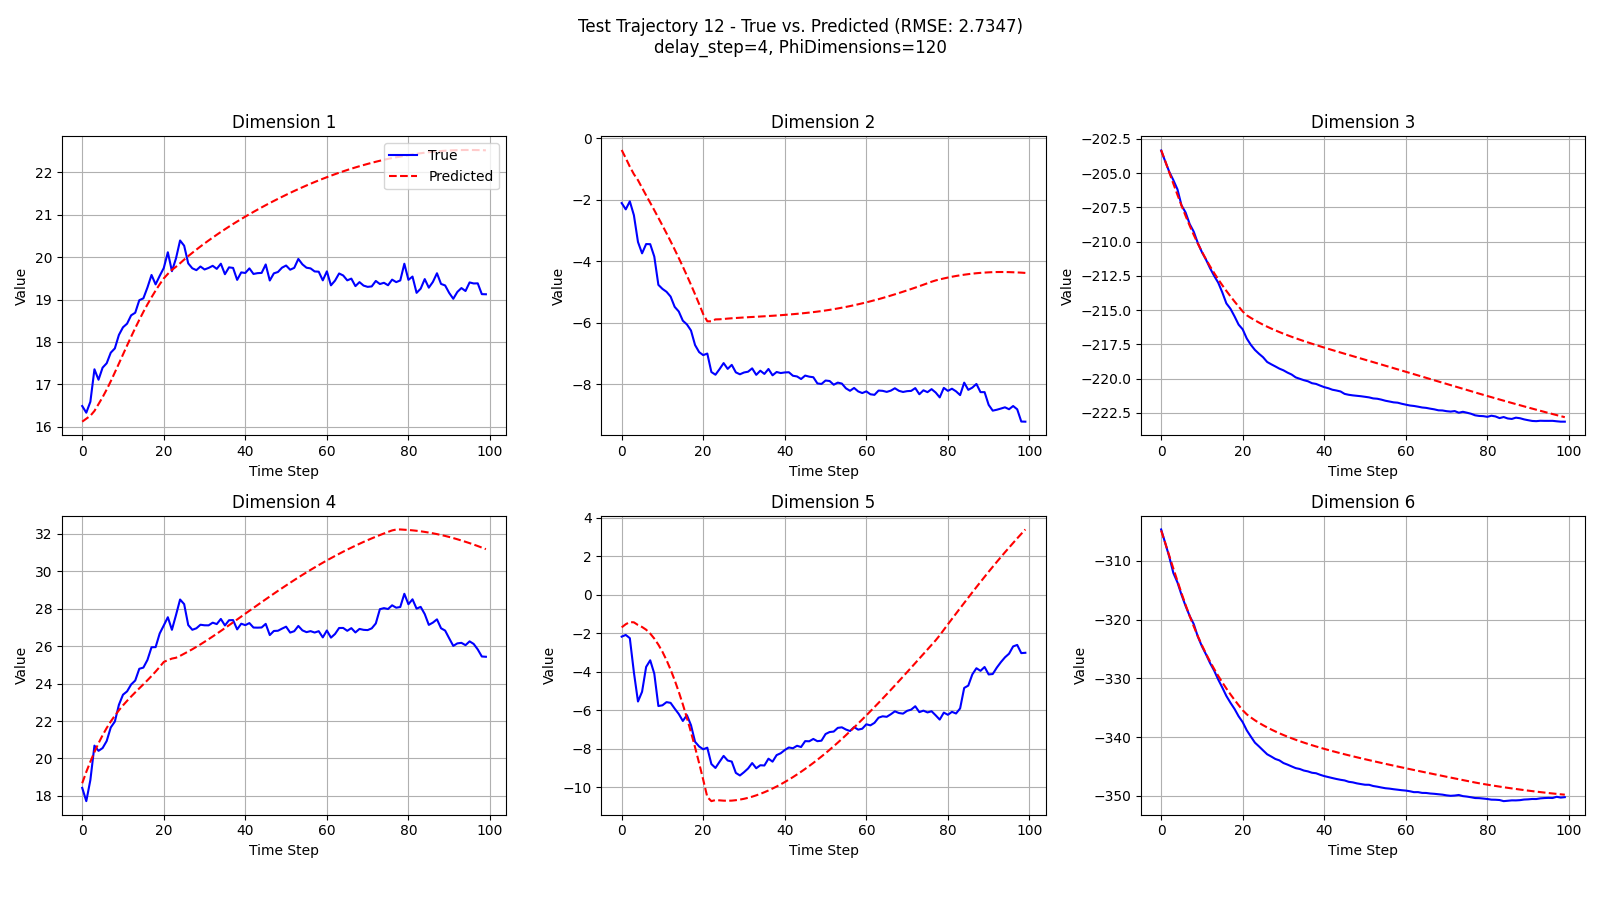 Test Trajectory 12 - True vs. Predicted (RMSE: 2.7347)
delay_step=4, PhiDimensions=120
Dimension 1
True
Predicted
Value
22
21
20
19
18
17
16
0 20 40 60 80 100
Time Step
Dimension 2
Value
0
−2
−4
−6
−8
0 20 40 60 80 100
Time Step
Dimension 3
Value
−202.5
−205.0
−207.5
−210.0
−212.5
−215.0
−217.5
−220.0
−222.5
0 20 40 60 80 100
Time Step
Dimension 4
Value
32
30
28
26
24
22
20
18
0 20 40 60 80 100
Time Step
Dimension 5
Value
4
2
0
−2
−4
−6
−8
−10
0 20 40 60 80 100
Time Step
Dimension 6
Value
−310
−320
−330
−340
−350
0 20 40 60 80 100
Time Step